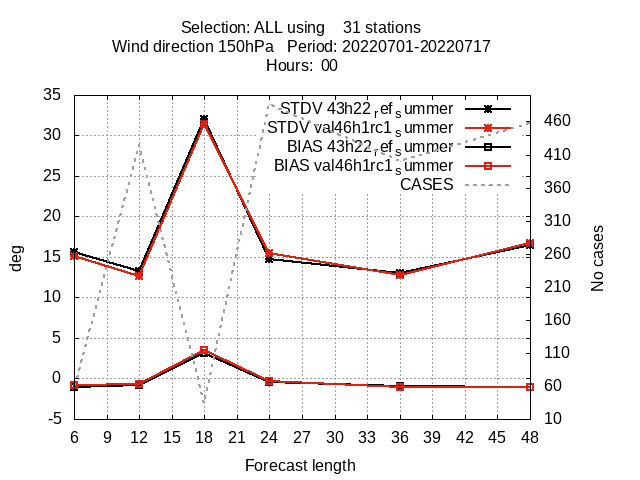 Selection: ALL using    31 stations
Wind direction 150hPa   Period: 20220701-20220717
Hours:  00
STDV 43h22_ref_summer
STDV val46h1rc1_summer
BIAS 43h22_ref_summer
BIAS val46h1rc1_summer
CASES
35
30
25
20
15
10
5
0
-5
deg
460
410
360
310
260
210
160
110
60
10
No cases
6 9 12 15 18 21 24 27 30 33 36 39 42 45 48
Forecast length